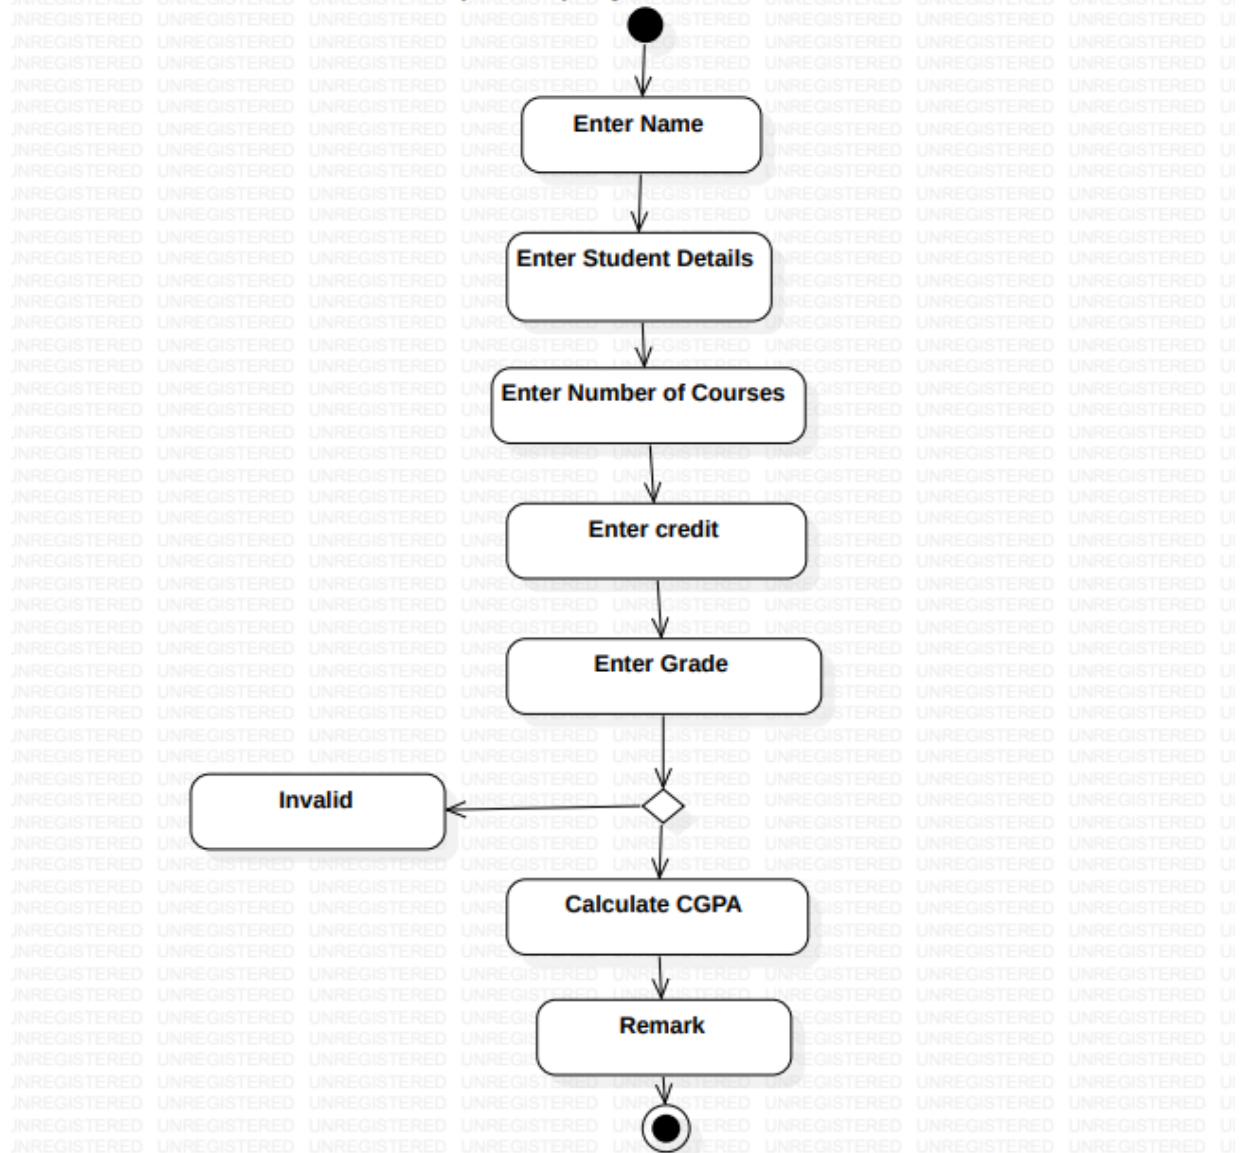 Enter Name
Enter Student Details
Enter Number of Courses
Enter credit
Enter Grade
Invalid
Calculate CGPA
Remark